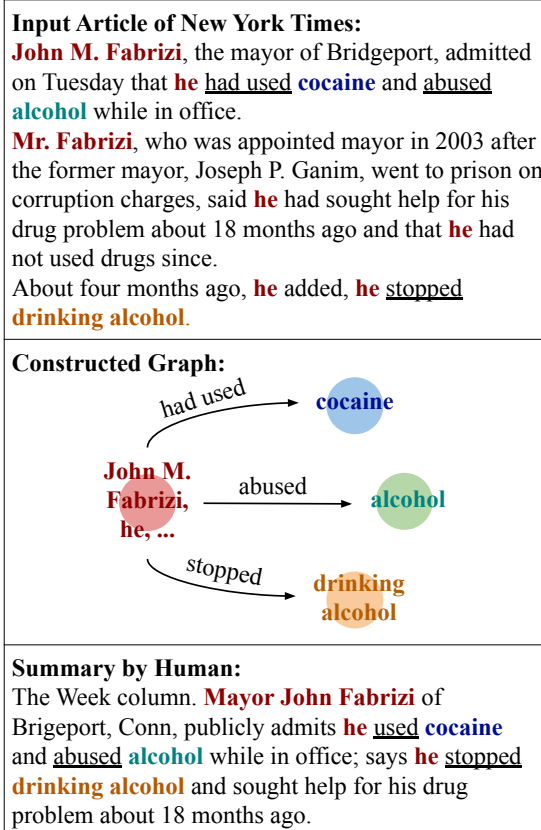 Input Article of New York Times:
John M. Fabrizi, the mayor of Bridgeport, admitted
on Tuesday that he had used cocaine and abused
alcohol while in office.
Mr. Fabrizi, who was appointed mayor in 2003 after
the former mayor, Joseph P. Ganim, went to prison on
corruption charges, said he had sought help for his
drug problem about 18 months ago and that he had
not used drugs since.
About four months ago, he added, he stopped
drinking alcohol.
Constructed Graph:
had used
cocaine
John M.
Fabrizi,
he, ...
abused
alcohol
stopped
drinking
alcohol
Summary by Human:
The Week column. Mayor John Fabrizi of
Brigeport, Conn, publicly admits he used cocaine
and abused alcohol while in office; says he stopped
drinking alcohol and sought help for his drug
problem about 18 months ago.